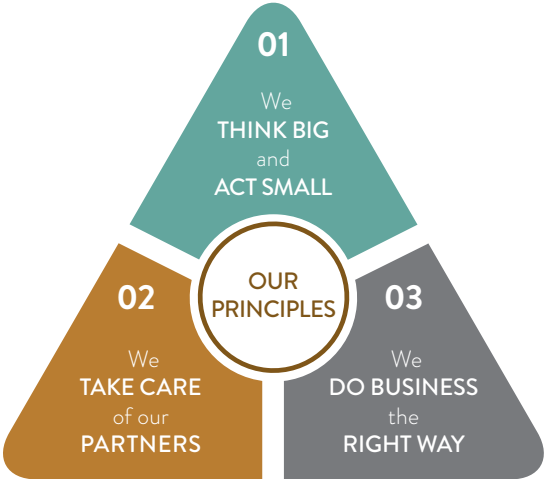 01
We
THINK BIG
and
ACT SMALL
OUR
PRINCIPLES
02
We
TAKE CARE
of our
PARTNERS
03
We
DO BUSINESS
the
RIGHT WAY